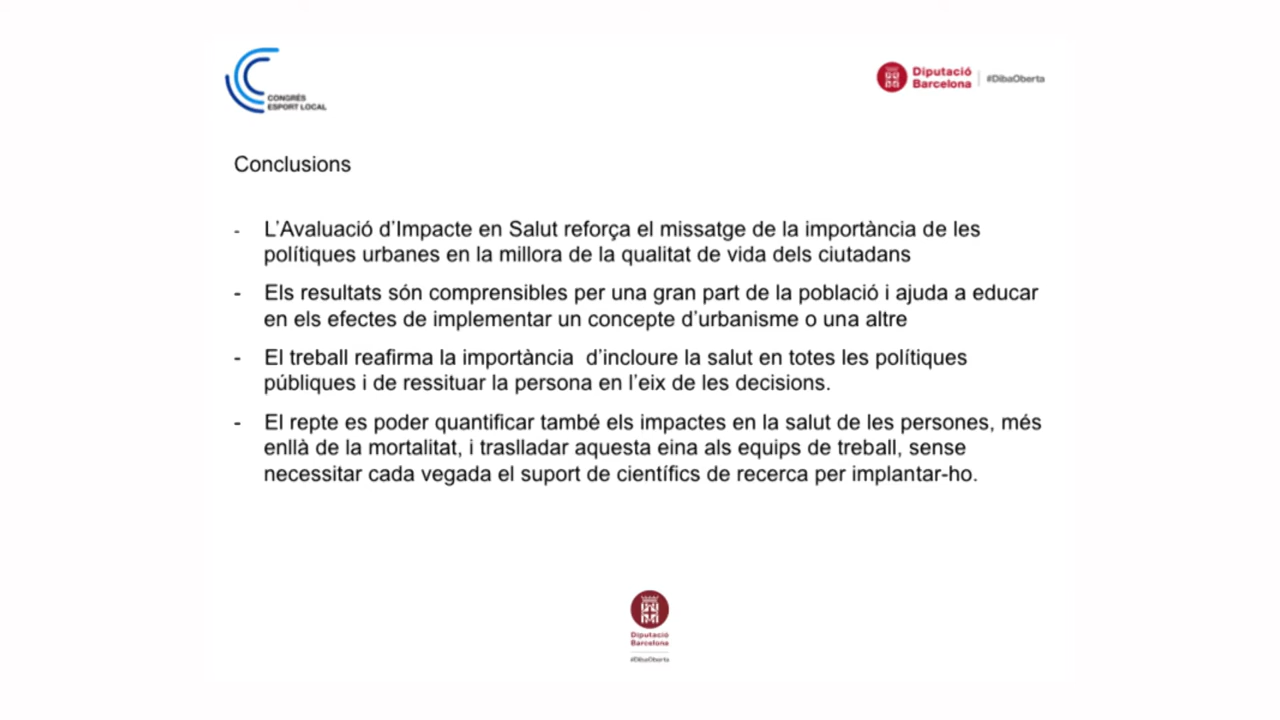 CONGRÉS
ESPORT LOCAL
Diputació
Barcelona
#DibaOberta
Conclusions
- L’Avaluació d’Impacte en Salut reforça el missatge de la importància de les
polítiques urbanes en la millora de la qualitat de vida dels ciutadans
- Els resultats són comprensibles per una gran part de la població i ajuda a educar
en els efectes de implementar un concepte d’urbanisme o una altre
- El treball reafirma la importància d’incloure la salut en totes les polítiques
públiques i de ressituar la persona en l’eix de les decisions.
- El repte es poder quantificar també els impactes en la salut de les persones, més
enllà de la mortalitat, i traslladar aquesta eina als equips de treball, sense
necessitar cada vegada el suport de científics de recerca per implantar-ho.
Diputació
Barcelona
#DibaOberta